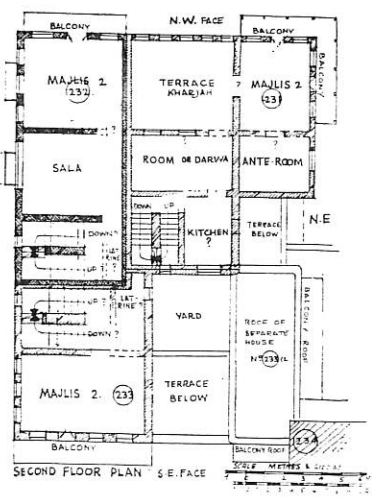 BALCONY
N.W. FACE
BALCONY
MAJLIS 2
232
TERRACE
KHARJAH
?
MAJLIS 2
231
BALCONY
SALA
ROOM OR DARWA
ANTE-ROOM
DOWN UP
KITCHEN
?
TERRACE
BELOW
N.E
DOWN?
LAT-
RINE?
UP ?
UP ?
LAT-
RINE?
DOWN ?
YARD
ROOF OF
SEPARATE
HOUSE
BALCONY ROOF
MAJLIS 2.
233
TERRACE
BELOW
234
BALCONY
BALCONY ROOF
SECOND FLOOR PLAN
S.E. FACE
SCALE METRES &